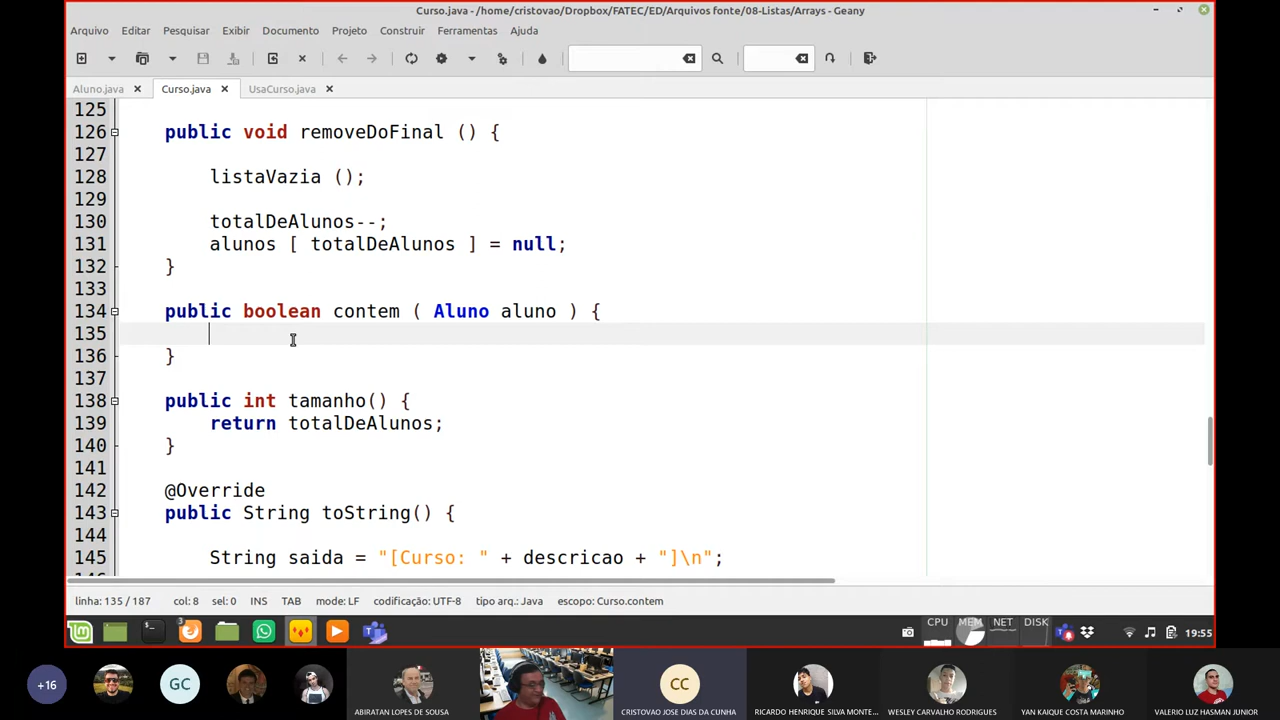 Curso.java - /home/cristovao/Dropbox/FATEC/ED/Arquivos fonte/08-Listas/Arrays - Geany
Arquivo Editar Pesquisar Exibir Documento Projeto Construir Ferramentas Ajuda
Aluno.java Curso.java UsaCurso.java
125
126 public void removeDoFinal () {
127
128 listaVazia ();
129
130 totalDeAlunos--;
131 alunos [ totalDeAlunos ] = null;
132 }
133
134 public boolean contem ( Aluno aluno ) {
135
136 }
137
138 public int tamanho() {
139 return totalDeAlunos;
140 }
141
142 @Override
143 public String toString() {
144
145 String saida = "[Curso: " + descricao + "]\n";
linha: 135 / 187 col: 8 sel: 0 INS TAB mode: LF codificação: UTF-8 tipo arq.: Java escopo: Curso.contem
3 CPU MEM NET DISK 19:55
+16 GC CC
ABIRATAN LOPES DE SOUSA CRISTOVAO JOSE DIAS DA CUNHA RICARDO HENRIQUE SILVA MONTE... WESLEY CARVALHO RODRIGUES YAN KAIQUE COSTA MARINHO VALERIO LUZ HASMAN JUNIOR